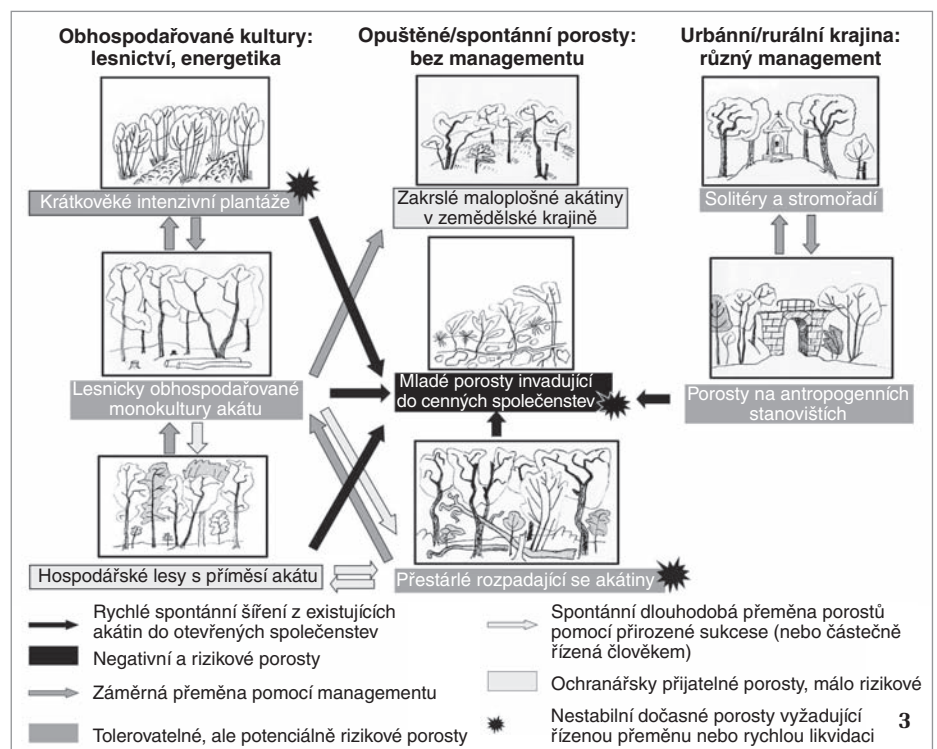 Obhospodařované kultury:
lesnictví, energetika
Opuštěné/spontánní porosty:
bez managementu
Urbánní/rurální krajina:
různý management
Krátkověké intenzivní plantáže
Zakrslé maloplošné akátiny
v zemědělské krajině
Solitéry a stromořadí
Lesnicky obhospodařované
monokultury akátu
Mladé porosty invadující
do cenných společenstev
Porosty na antropogenních
stanovištích
Hospodářské lesy s příměsí akátu
Přestárlé rozpadající se akátiny
Rychlé spontánní šíření z existujících
akátin do otevřených společenstev
Negativní a rizikové porosty
Záměrná přeměna pomocí managementu
Tolerovatelné, ale potenciálně rizikové porosty
Spontánní dlouhodobá přeměna porostů
pomocí přirozené sukcese (nebo částečně
řízená člověkem)
Ochranářsky přijatelné porosty, málo rizikové
Nestabilní dočasné porosty vyžadující
řízenou přeměnu nebo rychlou likvidaci
3